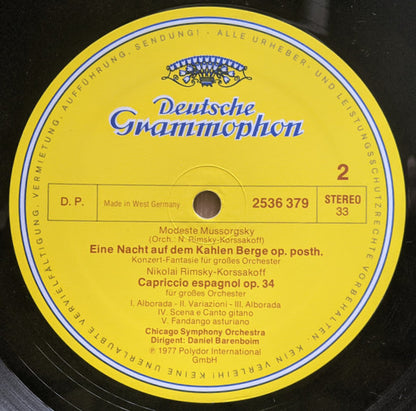 KEINE UNERLAUBTE VERVIELFÄLTIGUNG, VERMIETUNG, AUFFÜHRUNG, SENDUNG! - ALLE URHEBER- UND LEISTUNGSSCHUTZRECHTE VORBEHALTEN · KEIN VERLEIH!
Deutsche
Grammophon
2
D. P.
Made in West Germany
2536 379
STEREO
33
Modeste Mussorgsky
(Orch.: N. Rimsky-Korssakoff)
Eine Nacht auf dem Kahlen Berge op. posth.
Konzert-Fantasie für großes Orchester
Nikolai Rimsky-Korssakoff
Capriccio espagnol op. 34
für großes Orchester
I. Alborada - II. Variazioni - III. Alborada
IV. Scena e Canto gitano
V. Fandango asturiano
Chicago Symphony Orchestra
Dirigent: Daniel Barenboim
℗ 1977 Polydor International
GmbH